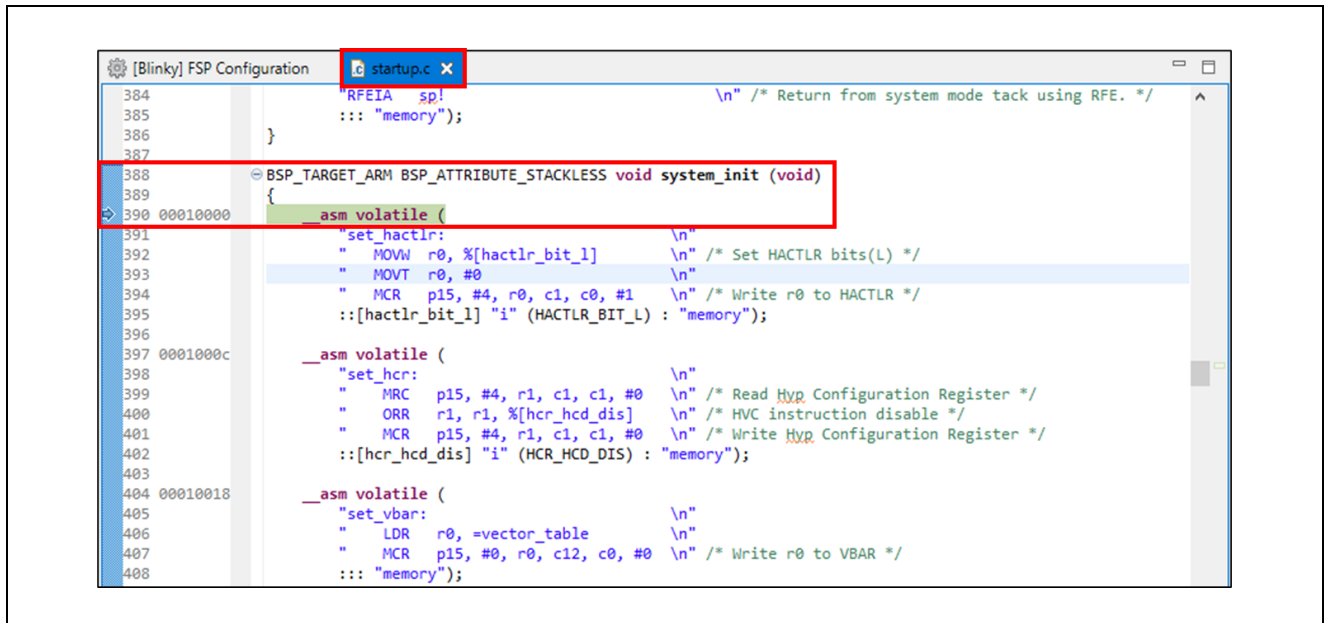 [Blinky] FSP Configuration startup.c
384 "RFEIA sp! \n" /* Return from system mode tack using RFE. */
385 ::: "memory");
386 }
387
388 BSP_TARGET_ARM BSP_ATTRIBUTE_STACKLESS void system_init (void)
389 {
390 00010000 __asm volatile (
391 "set_hactlr: \n"
392 " MOVW r0, %[hactlr_bit_l] \n" /* Set HACTLR bits(L) */
393 " MOVT r0, #0 \n"
394 " MCR p15, #4, r0, c1, c0, #1 \n" /* Write r0 to HACTLR */
395 ::[hactlr_bit_l] "i" (HACTLR_BIT_L) : "memory");
396
397 0001000c __asm volatile (
398 "set_hcr: \n"
399 " MRC p15, #4, r1, c1, c1, #0 \n" /* Read Hyp Configuration Register */
400 " ORR r1, r1, %[hcr_hcd_dis] \n" /* HVC instruction disable */
401 " MCR p15, #4, r1, c1, c1, #0 \n" /* Write Hyp Configuration Register */
402 ::[hcr_hcd_dis] "i" (HCR_HCD_DIS) : "memory");
403
404 00010018 __asm volatile (
405 "set_vbar: \n"
406 " LDR r0, =vector_table \n"
407 " MCR p15, #0, r0, c12, c0, #0 \n" /* Write r0 to VBAR */
408 ::: "memory");